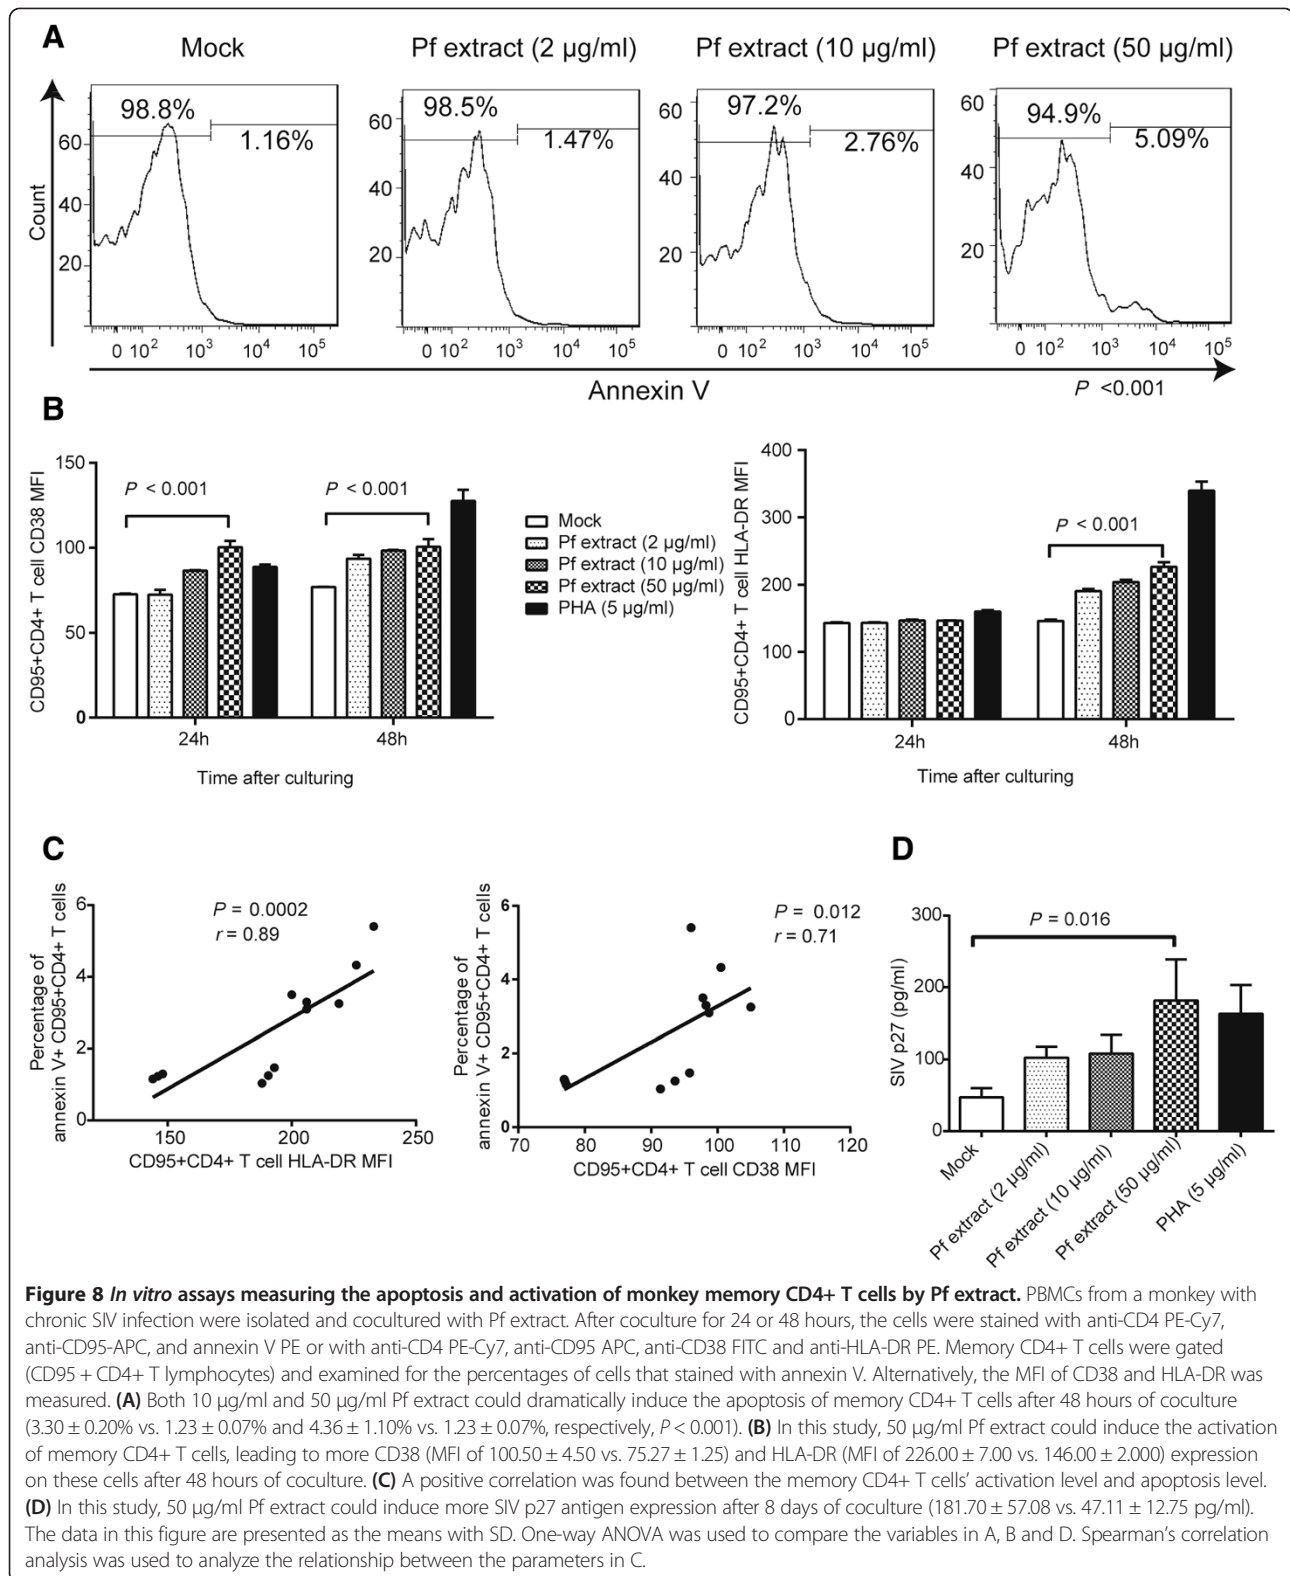 A
Mock
Pf extract (2 µg/ml)
Pf extract (10 µg/ml)
Pf extract (50 µg/ml)
98.8%
1.16%
98.5%
1.47%
97.2%
2.76%
94.9%
5.09%
Count
60
40
20
60
40
20
60
40
20
60
40
20
0 10² 10³ 10⁴ 10⁵
0 10² 10³ 10⁴ 10⁵
0 10² 10³ 10⁴ 10⁵
0 10² 10³ 10⁴ 10⁵
Annexin V
P <0.001
B
CD95+CD4+ T cell CD38 MFI
150
100
50
0
P < 0.001
P < 0.001
24h
48h
Time after culturing
Mock
Pf extract (2 µg/ml)
Pf extract (10 µg/ml)
Pf extract (50 µg/ml)
PHA (5 µg/ml)
CD95+CD4+ T cell HLA-DR MFI
400
300
200
100
0
P < 0.001
24h
48h
Time after culturing
C
Percentage of
annexin V+ CD95+CD4+ T cells
6
4
2
0
P = 0.0002
r = 0.89
150
200
250
CD95+CD4+ T cell HLA-DR MFI
Percentage of
annexin V+ CD95+CD4+ T cells
6
4
2
0
P = 0.012
r = 0.71
70
80
90
100
110
120
CD95+CD4+ T cell CD38 MFI
D
SIV p27 (pg/ml)
300
200
100
0
P = 0.016
Mock
Pf extract (2 µg/ml)
Pf extract (10 µg/ml)
Pf extract (50 µg/ml)
PHA (5 µg/ml)
Figure 8 In vitro assays measuring the apoptosis and activation of monkey memory CD4+ T cells by Pf extract. PBMCs from a monkey with
chronic SIV infection were isolated and cocultured with Pf extract. After coculture for 24 or 48 hours, the cells were stained with anti-CD4 PE-Cy7,
anti-CD95-APC, and annexin V PE or with anti-CD4 PE-Cy7, anti-CD95 APC, anti-CD38 FITC and anti-HLA-DR PE. Memory CD4+ T cells were gated
(CD95 + CD4+ T lymphocytes) and examined for the percentages of cells that stained with annexin V. Alternatively, the MFI of CD38 and HLA-DR was
measured. (A) Both 10 µg/ml and 50 µg/ml Pf extract could dramatically induce the apoptosis of memory CD4+ T cells after 48 hours of coculture
(3.30 ± 0.20% vs. 1.23 ± 0.07% and 4.36 ± 1.10% vs. 1.23 ± 0.07%, respectively, P < 0.001). (B) In this study, 50 µg/ml Pf extract could induce the activation
of memory CD4+ T cells, leading to more CD38 (MFI of 100.50 ± 4.50 vs. 75.27 ± 1.25) and HLA-DR (MFI of 226.00 ± 7.00 vs. 146.00 ± 2.000) expression
on these cells after 48 hours of coculture. (C) A positive correlation was found between the memory CD4+ T cells’ activation level and apoptosis level.
(D) In this study, 50 µg/ml Pf extract could induce more SIV p27 antigen expression after 8 days of coculture (181.70 ± 57.08 vs. 47.11 ± 12.75 pg/ml).
The data in this figure are presented as the means with SD. One-way ANOVA was used to compare the variables in A, B and D. Spearman’s correlation
analysis was used to analyze the relationship between the parameters in C.